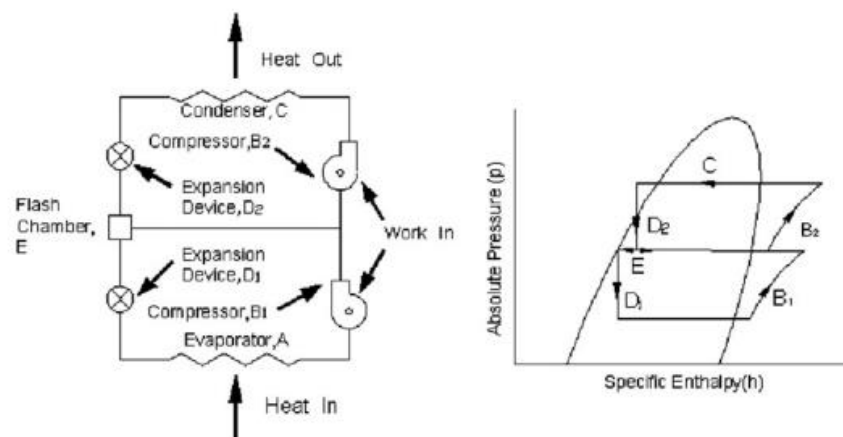 Heat Out
Condenser, C
Compressor,B2
Expansion
Device,D2
Flash
Chamber,
E
Work In
Expansion
Device,D1
Compressor,B1
Evaporator,A
Heat In
Absolute Pressure (p)
C
D2
B2
E
D1
B1
Specific Enthalpy(h)